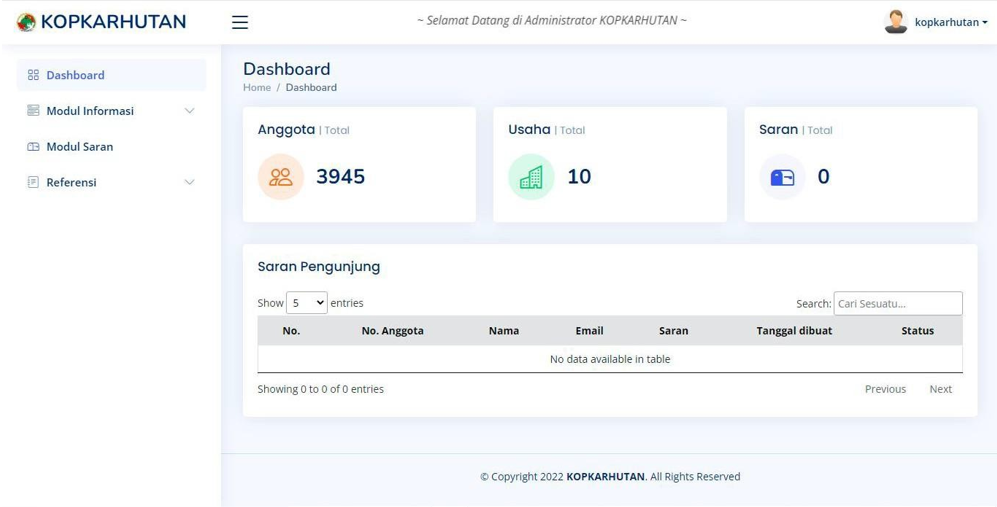 KOPKARHUTAN
~ Selamat Datang di Administrator KOPKARHUTAN ~
kopkarhutan
Dashboard
Modul Informasi
Modul Saran
Referensi
Dashboard
Home / Dashboard
Anggota | Total
3945
Usaha | Total
10
Saran | Total
0
Saran Pengunjung
Show 5 entries
Search: Cari Sesuatu...
No. No. Anggota Nama Email Saran Tanggal dibuat Status
No data available in table
Showing 0 to 0 of 0 entries
Previous Next
© Copyright 2022 KOPKARHUTAN. All Rights Reserved